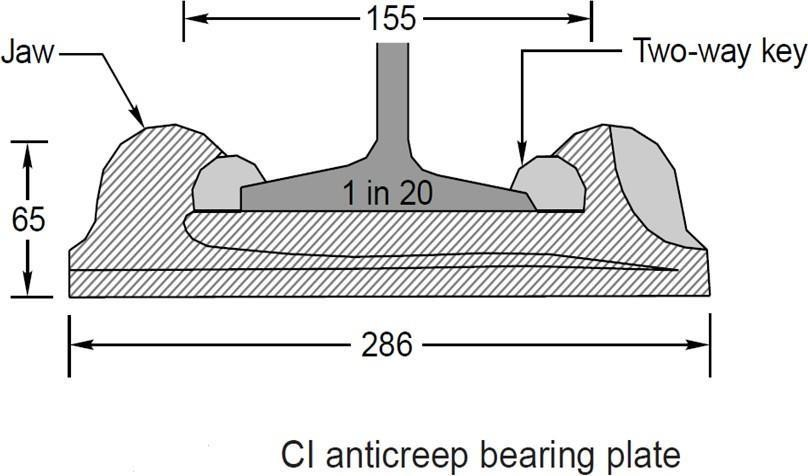 155
Jaw
Two-way key
1 in 20
65
286
CI anticreep bearing plate